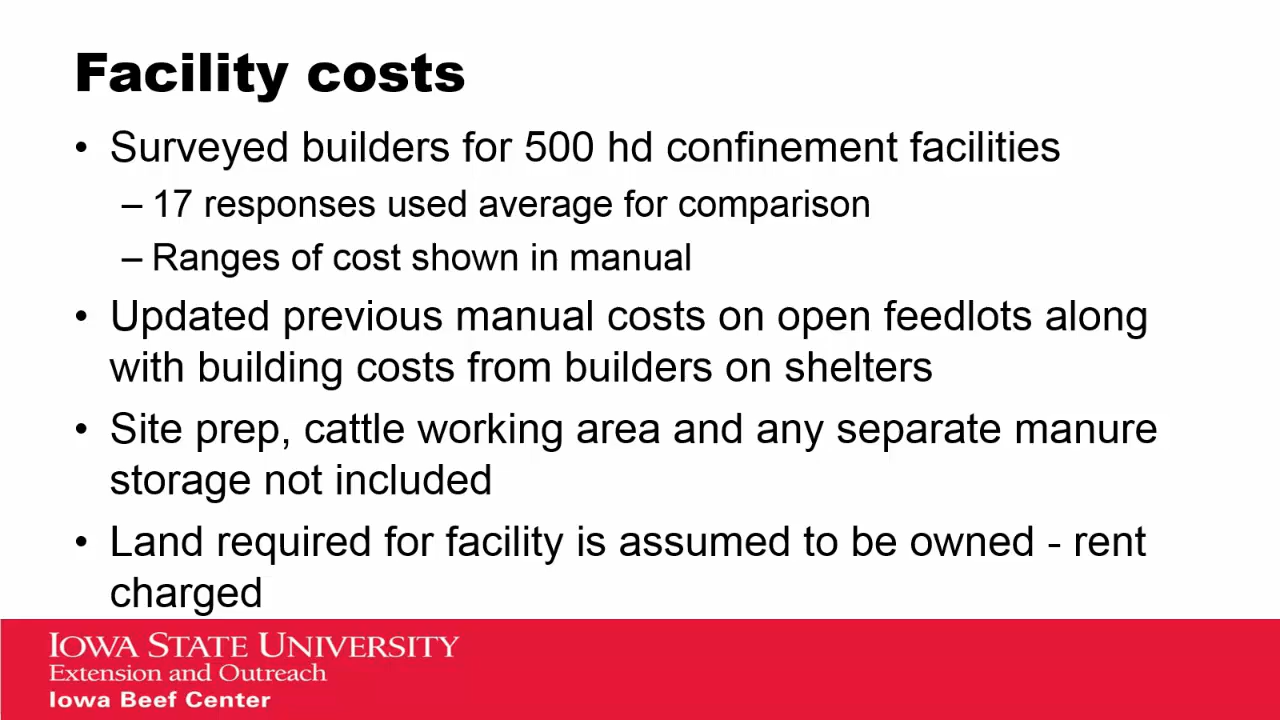 Facility costs
• Surveyed builders for 500 hd confinement facilities
– 17 responses used average for comparison
– Ranges of cost shown in manual
• Updated previous manual costs on open feedlots along
with building costs from builders on shelters
• Site prep, cattle working area and any separate manure
storage not included
• Land required for facility is assumed to be owned - rent
charged
IOWA STATE UNIVERSITY
Extension and Outreach
Iowa Beef Center